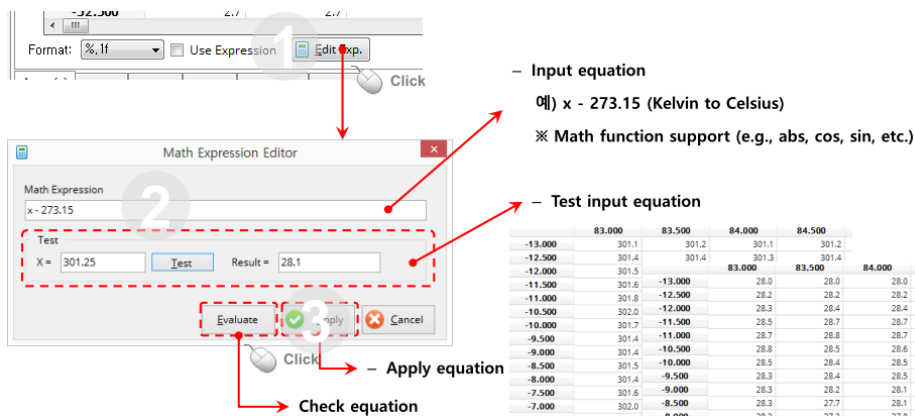 -52.500 2.7 2.7
Format: %.1f Use Expression Edit Exp.
1
Click
– Input equation
예) x - 273.15 (Kelvin to Celsius)
※ Math function support (e.g., abs, cos, sin, etc.)
Math Expression Editor
Math Expression
x - 273.15
2
Test
X = 301.25 Test Result = 28.1
Evaluate Apply Cancel
3
Click
– Apply equation
Check equation
– Test input equation
83.000 83.500 84.000 84.500
-13.000 301.1 301.2 301.1 301.2
-12.500 301.4 301.4 301.3 301.4
-12.000 301.5
-11.500 301.6
-11.000 301.8
-10.500 302.0
-10.000 301.7
-9.500 301.4
-9.000 301.4
-8.500 301.5
-8.000 301.4
-7.500 301.6
-7.000 302.0
83.000 83.500 84.000
-13.000 28.0 28.0 28.0
-12.500 28.2 28.2 28.2
-12.000 28.3 28.4 28.4
-11.500 28.5 28.7 28.7
-11.000 28.7 28.8 28.7
-10.500 28.8 28.5 28.6
-10.000 28.5 28.4 28.5
-9.500 28.3 28.4 28.5
-9.000 28.3 28.2 28.1
-8.500 28.3 27.7 28.1